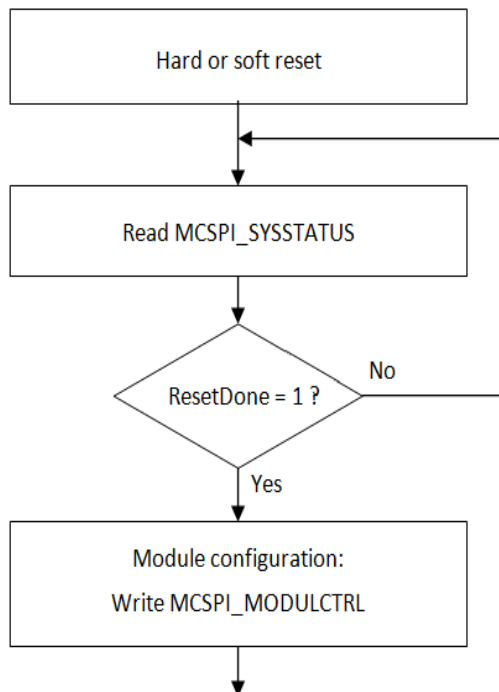 Hard or soft reset
Read MCSPI_SYSSTATUS
ResetDone = 1 ?
No
Yes
Module configuration:
Write MCSPI_MODULCTRL